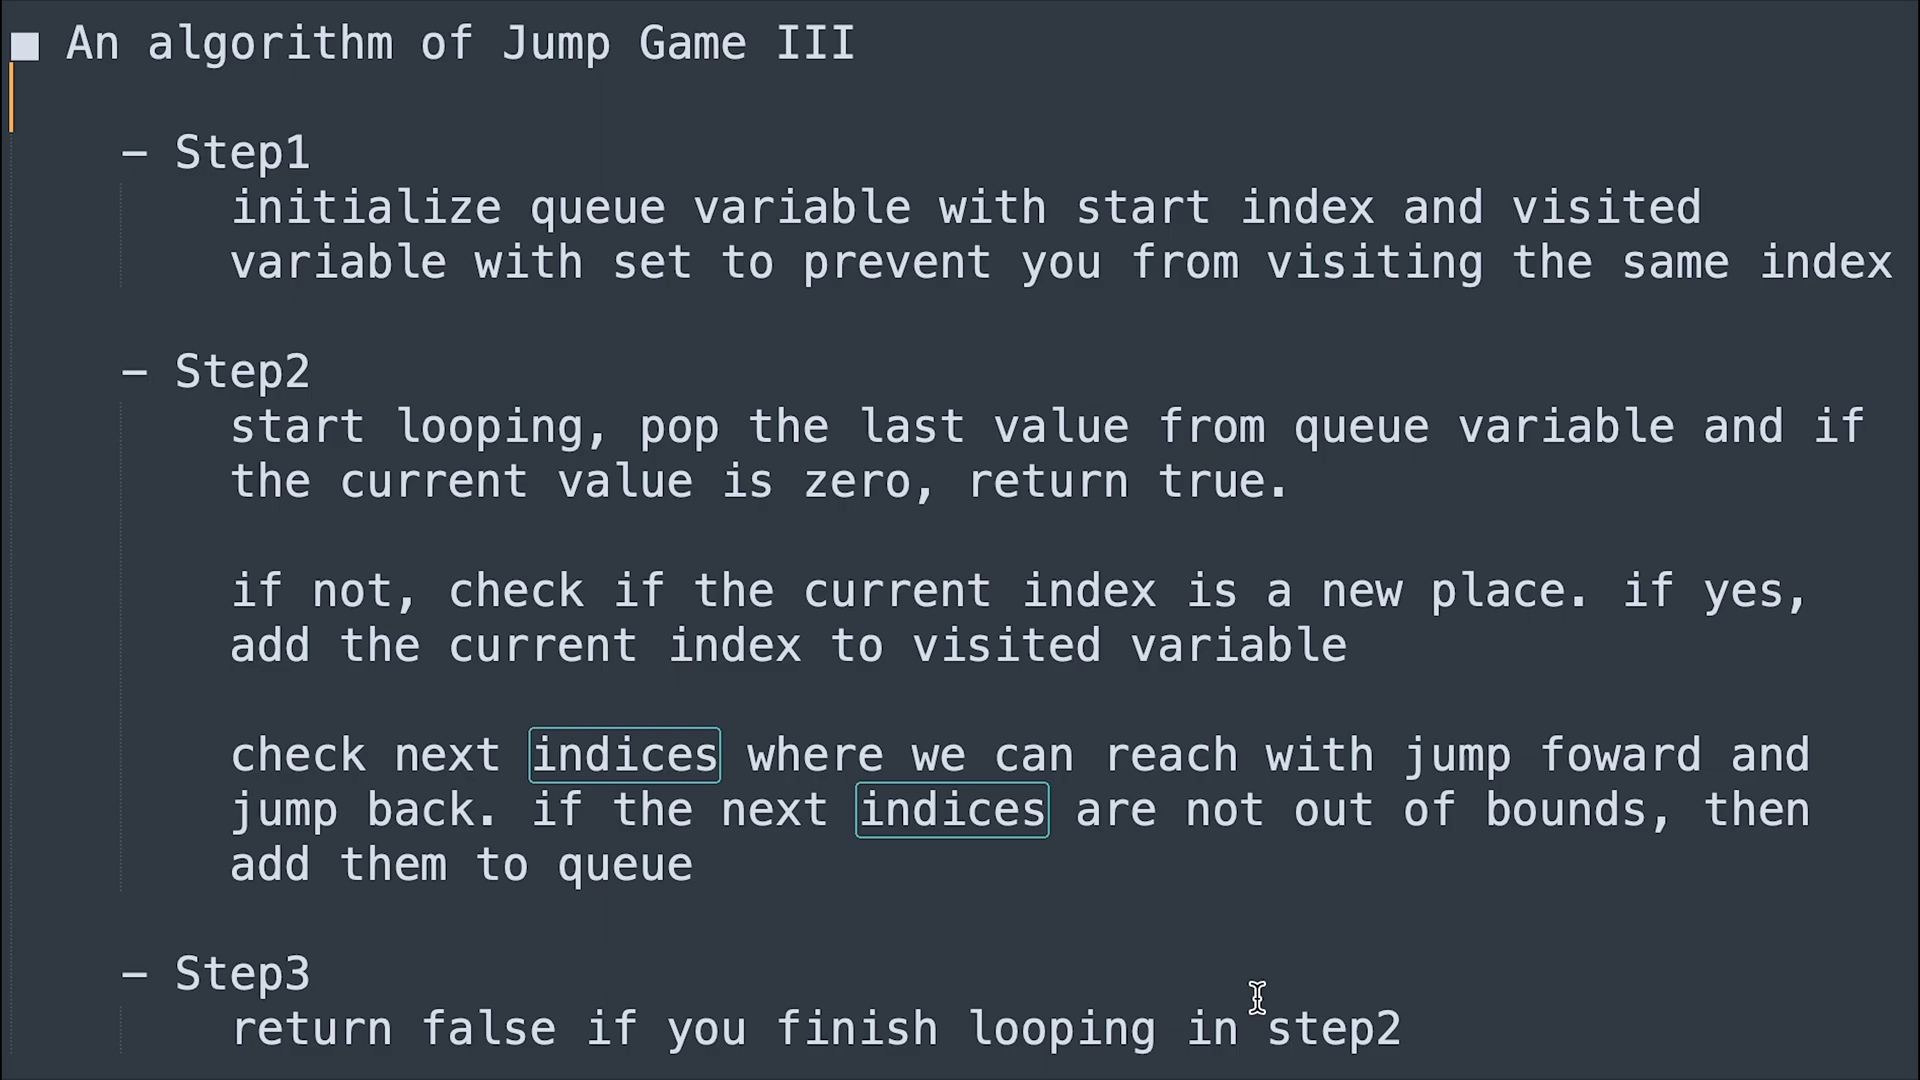 ■ An algorithm of Jump Game III
– Step1
initialize queue variable with start index and visited
variable with set to prevent you from visiting the same index
– Step2
start looping, pop the last value from queue variable and if
the current value is zero, return true.
if not, check if the current index is a new place. if yes,
add the current index to visited variable
check next indices where we can reach with jump foward and
jump back. if the next indices are not out of bounds, then
add them to queue
– Step3
return false if you finish looping in step2